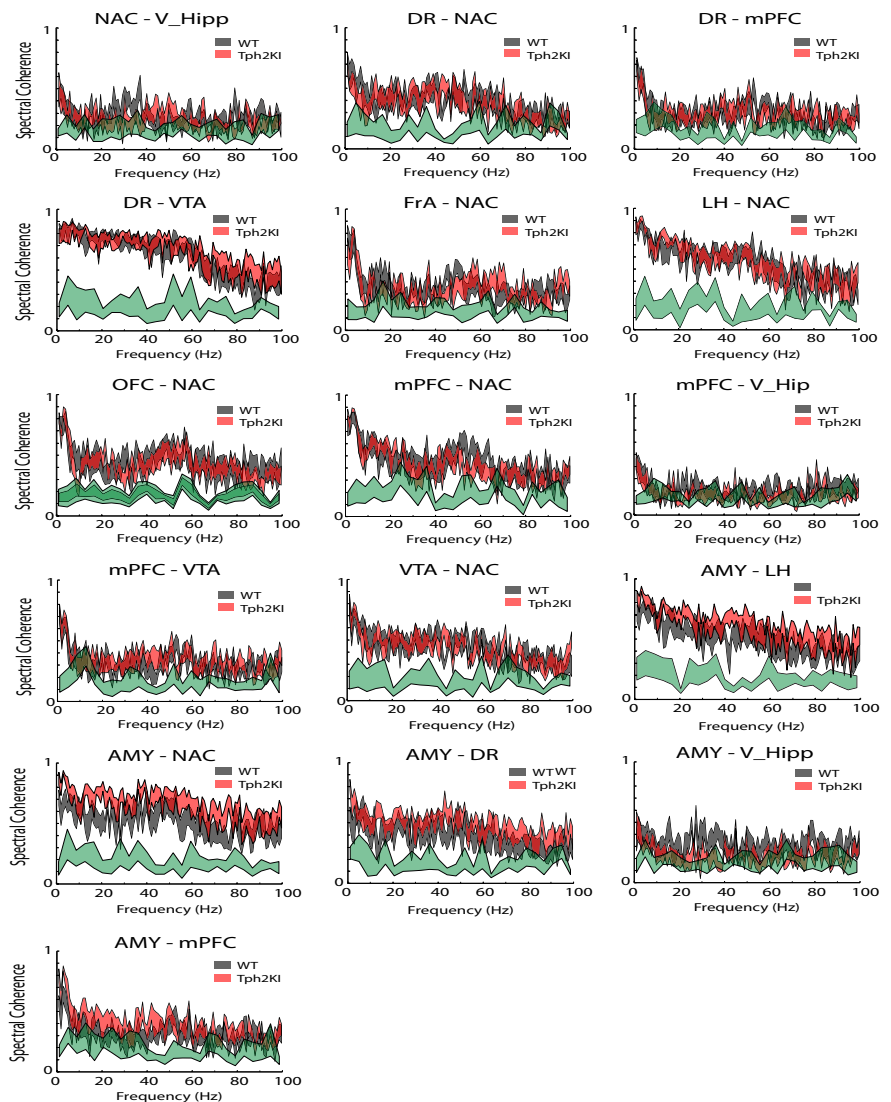 NAC - V_Hipp
1
WT
Tph2KI
Spectral Coherence
0
0 20 40 60 80 100
Frequency (Hz)
DR - NAC
1
WT
Tph2KI
0
0 20 40 60 80 100
Frequency (Hz)
DR - mPFC
1
WT
Tph2KI
0
0 20 40 60 80 100
Frequency (Hz)
DR - VTA
1
WT
Tph2KI
Spectral Coherence
0
0 20 40 60 80 100
Frequency (Hz)
FrA - NAC
1
WT
Tph2KI
0
0 20 40 60 80 100
Frequency (Hz)
LH - NAC
1
WT
Tph2KI
0
0 20 40 60 80 100
Frequency (Hz)
OFC - NAC
1
WT
Tph2KI
Spectral Coherence
0
0 20 40 60 80 100
Frequency (Hz)
mPFC - NAC
1
WT
Tph2KI
0
0 20 40 60 80 100
Frequency (Hz)
mPFC - V_Hip
1
WT
Tph2KI
0
0 20 40 60 80 100
Frequency (Hz)
mPFC - VTA
1
WT
Tph2KI
Spectral Coherence
0
0 20 40 60 80 100
Frequency (Hz)
VTA - NAC
1
WT
Tph2KI
0
0 20 40 60 80 100
Frequency (Hz)
AMY - LH
1
Tph2KI
0
0 20 40 60 80 100
Frequency (Hz)
AMY - NAC
1
WT
Tph2KI
Spectral Coherence
0
0 20 40 60 80 100
Frequency (Hz)
AMY - DR
1
WTWT
Tph2KI
0
0 20 40 60 80 100
Frequency (Hz)
AMY - V_Hipp
1
WT
Tph2KI
0
0 20 40 60 80 100
Frequency (Hz)
AMY - mPFC
1
WT
Tph2KI
Spectral Coherence
0
0 20 40 60 80 100
Frequency (Hz)